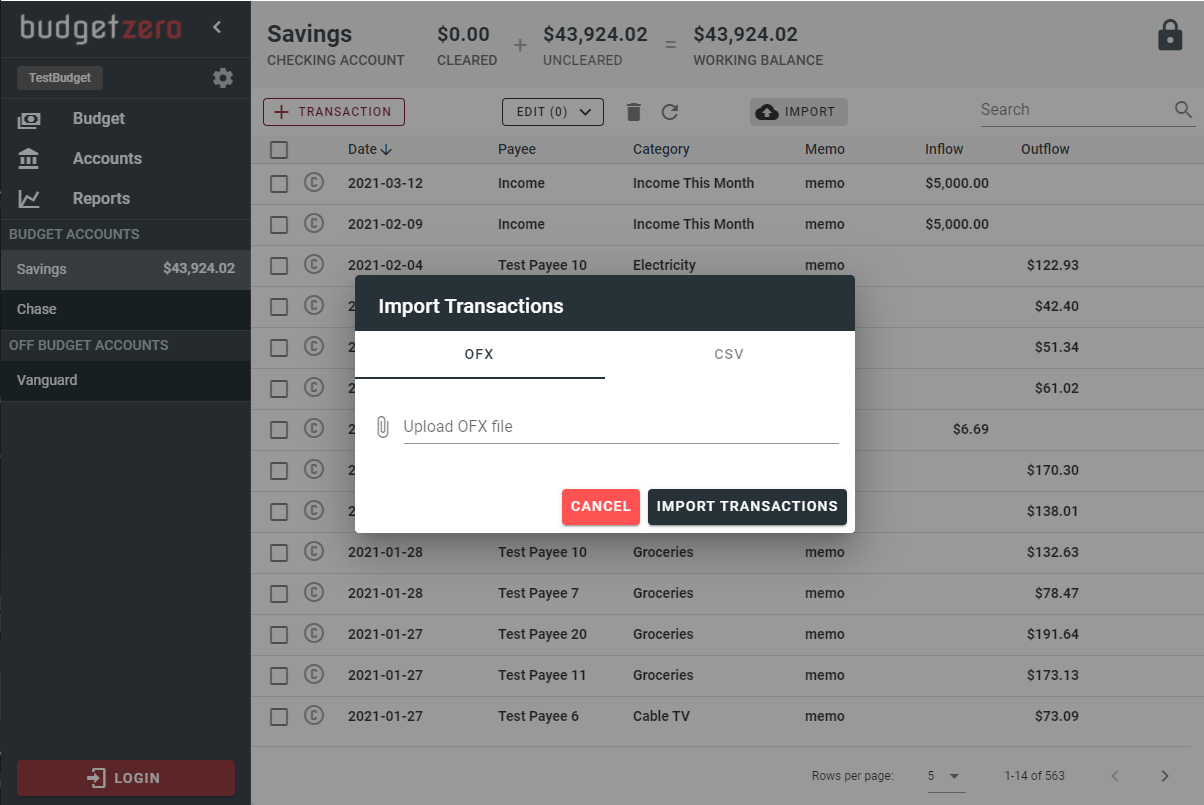 budgetzero
TestBudget
Budget
Accounts
Reports
BUDGET ACCOUNTS
Savings $43,924.02
Chase
OFF BUDGET ACCOUNTS
Vanguard
LOGIN
Savings $0.00 + $43,924.02 = $43,924.02
CHECKING ACCOUNT CLEARED UNCLEARED WORKING BALANCE
TRANSACTION EDIT (0) IMPORT Search
Date Payee Category Memo Inflow Outflow
C 2021-03-12 Income Income This Month memo $5,000.00
C 2021-02-09 Income Income This Month memo $5,000.00
C 2021-02-04 Test Payee 10 Electricity memo $122.93
C 2 $42.40
C 2 $51.34
C 2 $61.02
C 2 $6.69
C 2 $170.30
C 2 $138.01
Import Transactions
OFX CSV
Upload OFX file
CANCEL IMPORT TRANSACTIONS
C 2021-01-28 Test Payee 10 Groceries memo $132.63
C 2021-01-28 Test Payee 7 Groceries memo $78.47
C 2021-01-27 Test Payee 20 Groceries memo $191.64
C 2021-01-27 Test Payee 11 Groceries memo $173.13
C 2021-01-27 Test Payee 6 Cable TV memo $73.09
Rows per page: 5 1-14 of 563